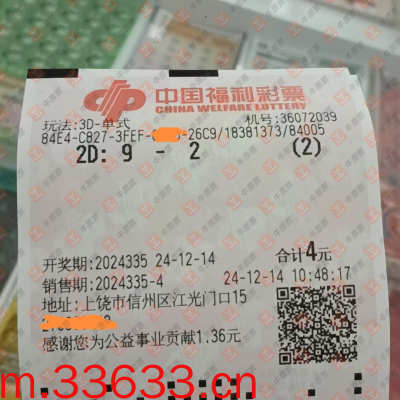 中国福利彩票
CHINA WELFARE LOTTERY
玩法:3D-单式 机号:36072039
84E4-C827-3FEF- -26C9/18381373/84005
2D: 9 - 2 (2)
开奖期:2024335 24-12-14 合计4元
销售期:2024335-4 24-12-14 10:48:17
地址:上饶市信州区江光门口15
感谢您为公益事业贡献1.36元
m.33633.cn